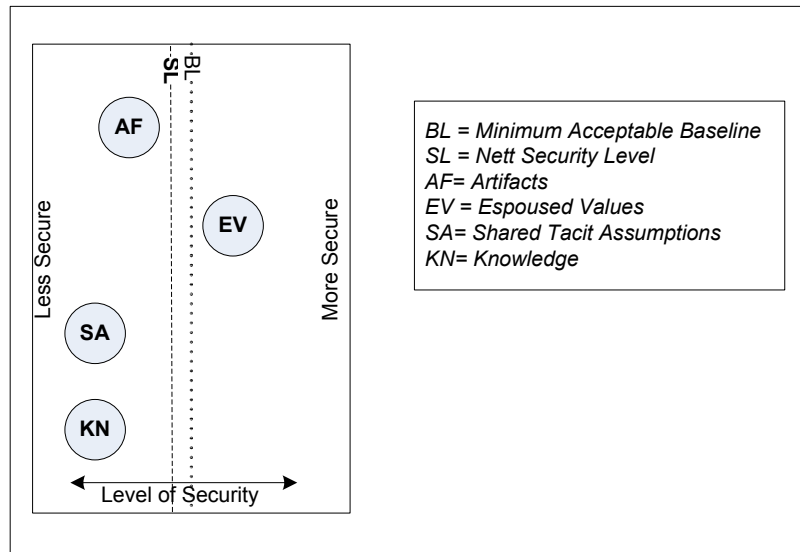 SL
BL
AF
EV
Less Secure
More Secure
SA
KN
Level of Security
BL = Minimum Acceptable Baseline
SL = Nett Security Level
AF= Artifacts
EV = Espoused Values
SA= Shared Tacit Assumptions
KN= Knowledge